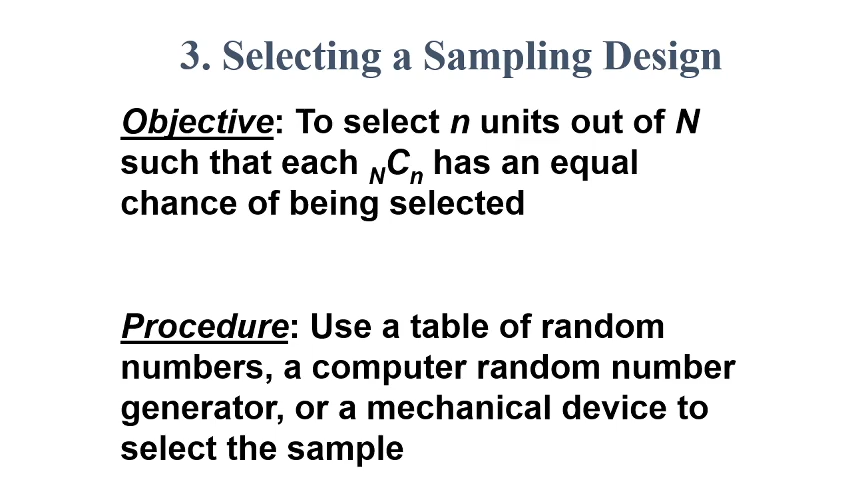 3. Selecting a Sampling Design
Objective: To select n units out of N
such that each NCn has an equal
chance of being selected
Procedure: Use a table of random
numbers, a computer random number
generator, or a mechanical device to
select the sample